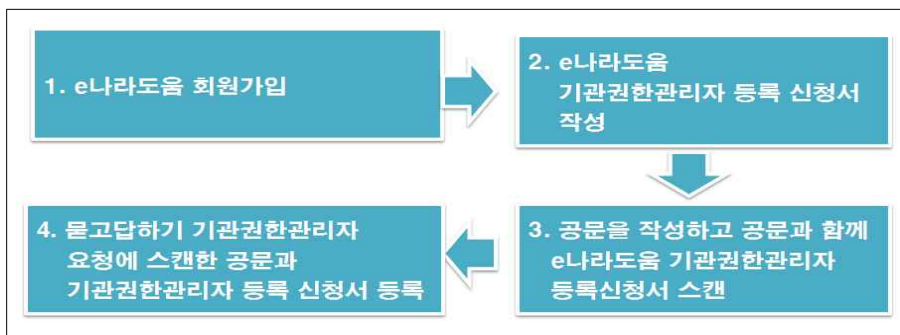 1. e나라도움 회원가입
2. e나라도움
기관권한관리자 등록 신청서
작성
3. 공문을 작성하고 공문과 함께
e나라도움 기관권한관리자
등록신청서 스캔
4. 묻고답하기 기관권한관리자
요청에 스캔한 공문과
기관권한관리자 등록 신청서 등록